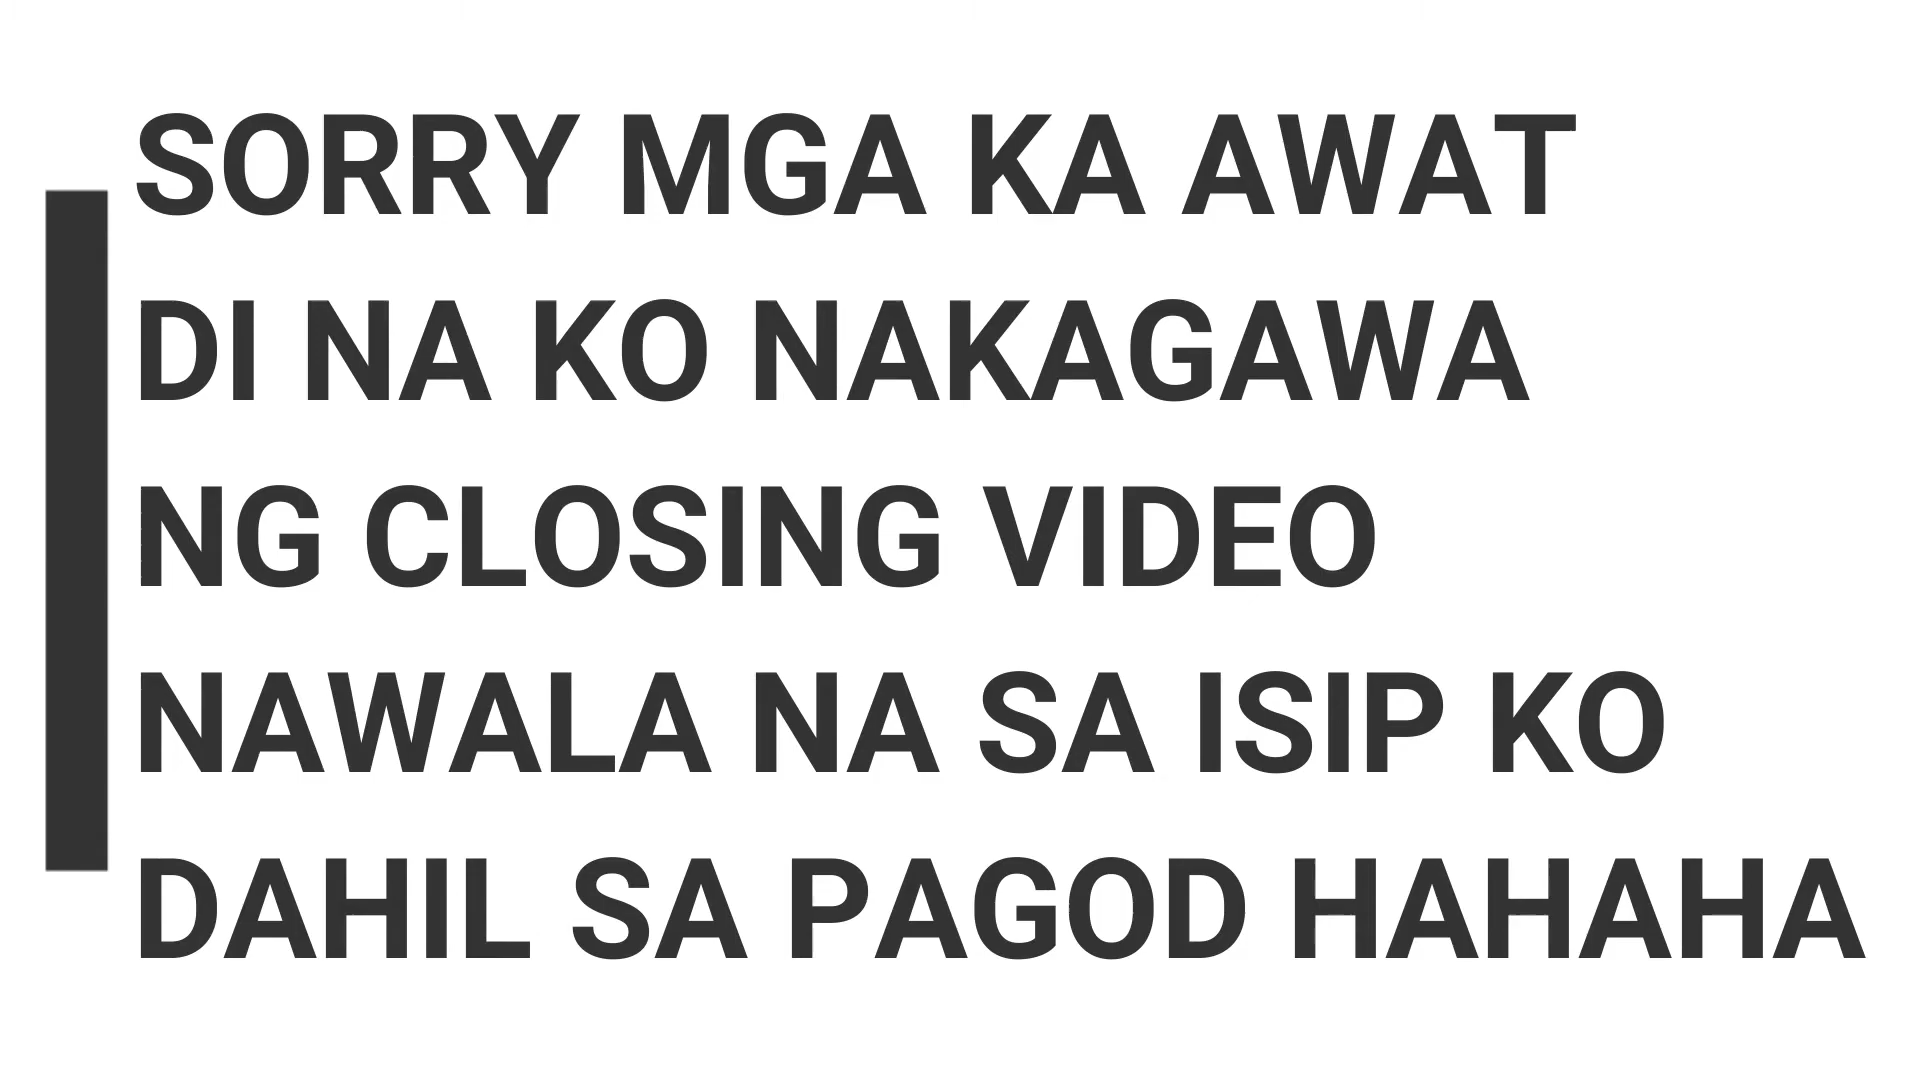 SORRY MGA KA AWAT
DI NA KO NAKAGAWA
NG CLOSING VIDEO
NAWALA NA SA ISIP KO
DAHIL SA PAGOD HAHAHA